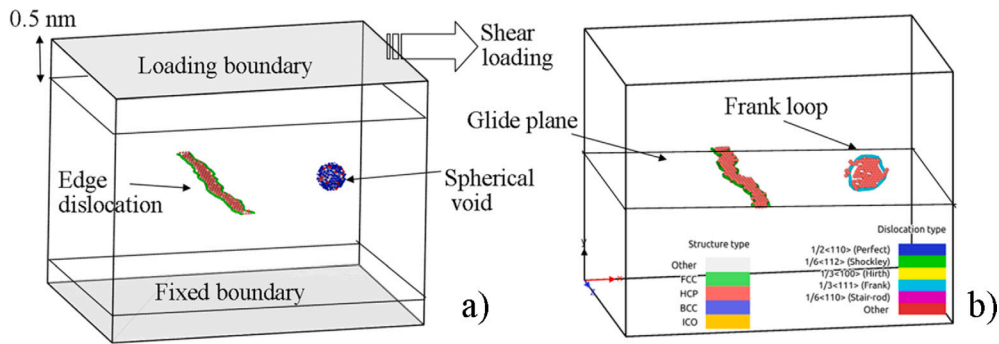 0.5 nm
Loading boundary
Shear
loading
Edge
dislocation
Spherical
void
Fixed boundary
a)
Glide plane
Frank loop
y
x
z
Structure type
Other
FCC
HCP
BCC
ICO
Dislocation type
1/2<110> (Perfect)
1/6<112> (Shockley)
1/3<100> (Hirth)
1/3<111> (Frank)
1/6<110> (Stair-rod)
Other
b)